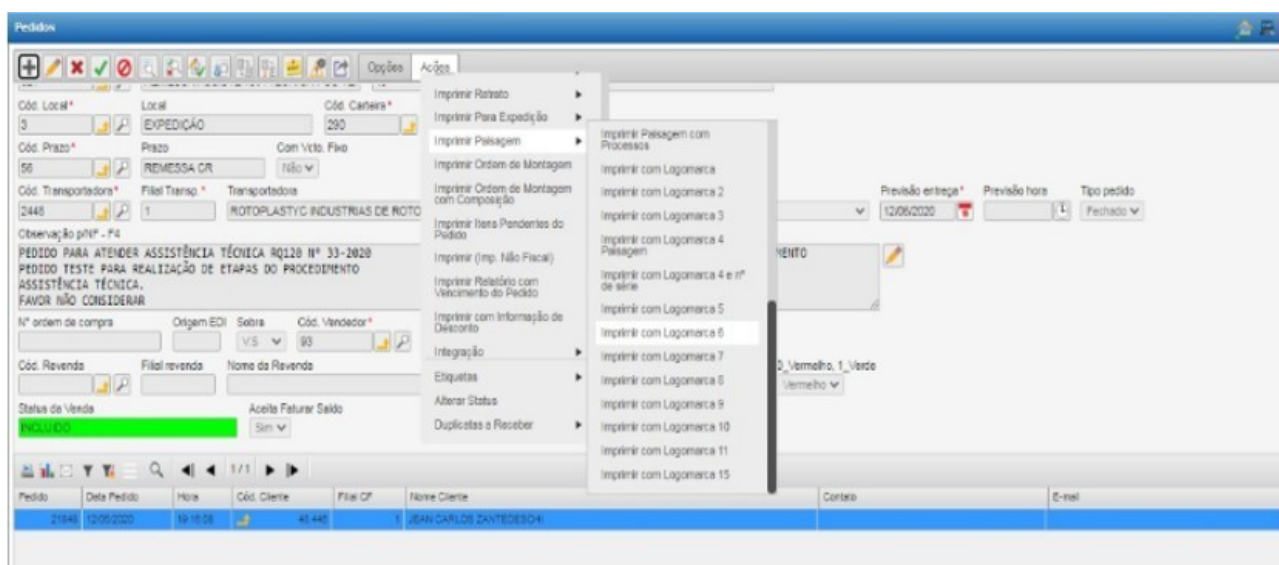 Pedidos
Opções Ações
Cód. Local* Local Cód. Carteira*
3 EXPEDIÇÃO 290
Cód. Prazo* Prazo Com Vcto. Fixo
56 REMESSA CR Não
Cód. Transportadora* Filial Transp.* Transportadora Previsão entrega* Previsão hora Tipo pedido
2448 1 ROTOPLASTYC INDUSTRIAS DE ROTO 12/06/2020 Fechado
Observação p/NF - F4
PEDIDO PARA ATENDER ASSISTÊNCIA TÉCNICA RQ128 Nº 33-2020
PEDIDO TESTE PARA REALIZAÇÃO DE ETAPAS DO PROCEDIMENTO
ASSISTÊNCIA TÉCNICA.
FAVOR NÃO CONSIDERAR
Nº ordem de compra Origem EDI Sobra Cód. Vendedor*
V.S 93
Cód. Revenda Filial revenda Nome da Revenda 0_Vermelho, 1_Verde
Vermelho
Status da Venda Aceita Faturar Saldo
INCLUIDO Sim
Imprimir Retrato
Imprimir Para Expedição
Imprimir Paisagem
Imprimir Ordem de Montagem
Imprimir Ordem de Montagem
com Composição
Imprimir Itens Pendentes do
Pedido
Imprimir (Imp. Não Fiscal)
Imprimir Relatório com
Vencimento do Pedido
Imprimir com Informação de
Desconto
Integração
Etiquetas
Alterar Status
Duplicatas a Receber
Imprimir Paisagem com
Processos
Imprimir com Logomarca
Imprimir com Logomarca 2
Imprimir com Logomarca 3
Imprimir com Logomarca 4
Paisagem
Imprimir com Logomarca 4 e nº
de série
Imprimir com Logomarca 5
Imprimir com Logomarca 6
Imprimir com Logomarca 7
Imprimir com Logomarca 8
Imprimir com Logomarca 9
Imprimir com Logomarca 10
Imprimir com Logomarca 11
Imprimir com Logomarca 15
1/1
Pedido Data Pedido Hora Cód. Cliente Filial CF Nome Cliente Contato E-mail
12/05/2020 1 JEAN CARLOS ZANTEDESCHI